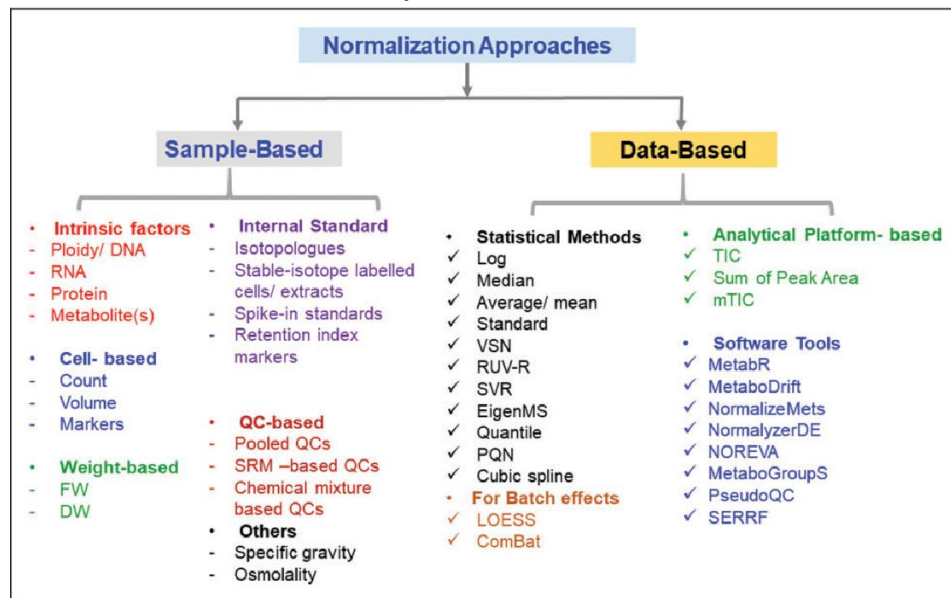 Normalization Approaches
Sample-Based
• Intrinsic factors
- Ploidy/ DNA
- RNA
- Protein
- Metabolite(s)
• Cell- based
- Count
- Volume
- Markers
• Weight-based
- FW
- DW
• Internal Standard
- Isotopologues
- Stable-isotope labelled
cells/ extracts
- Spike-in standards
- Retention index
markers
• QC-based
- Pooled QCs
- SRM –based QCs
- Chemical mixture
based QCs
• Others
- Specific gravity
- Osmolality
Data-Based
• Statistical Methods
✓ Log
✓ Median
✓ Average/ mean
✓ Standard
✓ VSN
✓ RUV-R
✓ SVR
✓ EigenMS
✓ Quantile
✓ PQN
✓ Cubic spline
• For Batch effects
✓ LOESS
✓ ComBat
• Analytical Platform- based
✓ TIC
✓ Sum of Peak Area
✓ mTIC
• Software Tools
✓ MetabR
✓ MetaboDrift
✓ NormalizeMets
✓ NormalyzerDE
✓ NOREVA
✓ MetaboGroupS
✓ PseudoQC
✓ SERRF